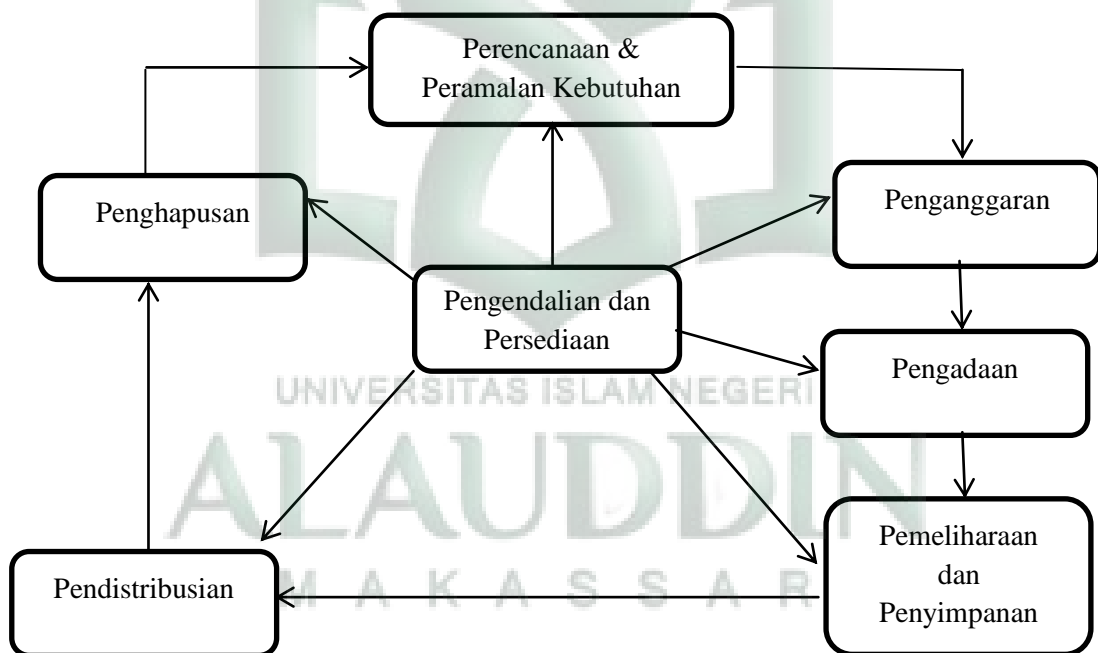 Perencanaan &
Peramalan Kebutuhan
Penghapusan
Penganggaran
Pengendalian dan
Persediaan
Pengadaan
UNIVERSITAS ISLAM NEGERI
ALAUDDIN
Pemeliharaan
dan
Penyimpanan
Pendistribusian
MAKASSAR